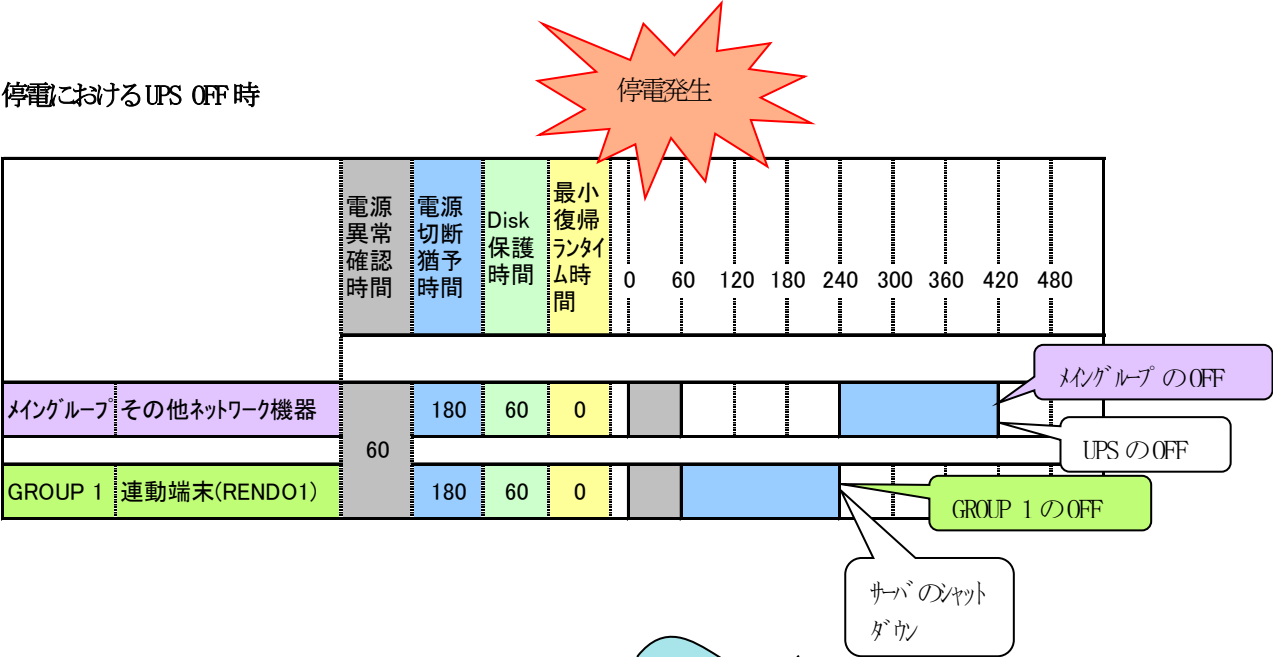 停電発生
停電におけるUPS OFF時
電源
異常
確認
時間
電源
切断
猶予
時間
Disk
保護
時間
最小
復帰
ランタイ
ム時
間
0 60 120 180 240 300 360 420 480
メイングループのOFF
メイングループ その他ネットワーク機器 180 60 0
60
UPSのOFF
GROUP 1 連動端末(RENDO1) 180 60 0
GROUP 1のOFF
サーバのシャット
ダウン